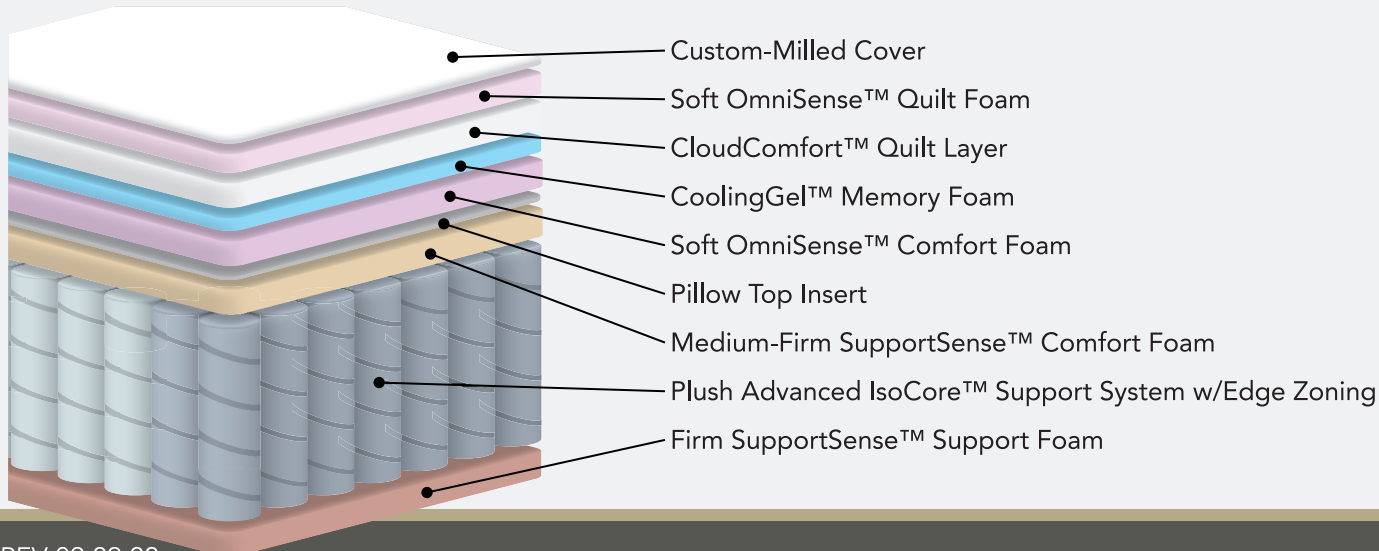 Custom-Milled Cover
Soft OmniSense™ Quilt Foam
CloudComfort™ Quilt Layer
CoolingGel™ Memory Foam
Soft OmniSense™ Comfort Foam
Pillow Top Insert
Medium-Firm SupportSense™ Comfort Foam
Plush Advanced IsoCore™ Support System w/Edge Zoning
Firm SupportSense™ Support Foam